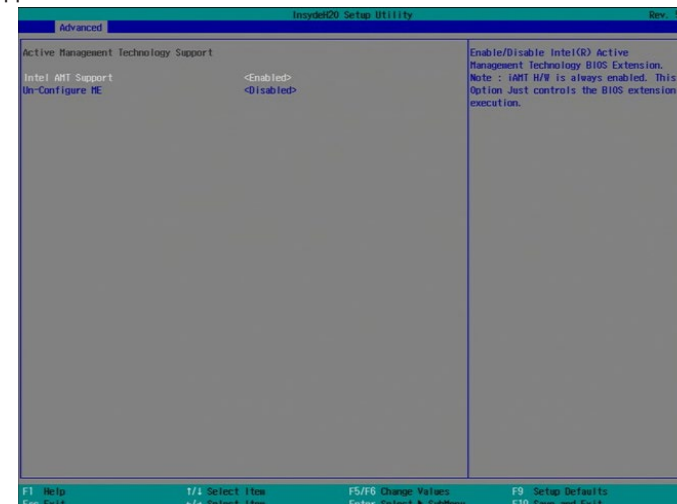 InsydeH20 Setup Utility Rev.
Advanced
Active Management Technology Support
Intel AMT Support <Enabled>
Un-Configure ME <Disabled>
Enable/Disable Intel(R) Active
Management Technology BIOS Extension.
Note : iAMT H/W is always enabled. This
Option Just controls the BIOS extension
execution.
F1 Help ↑/↓ Select Item F5/F6 Change Values F9 Setup Defaults
Esc Exit Select Item Enter Select ▶ SubMenu F10 Save and Exit